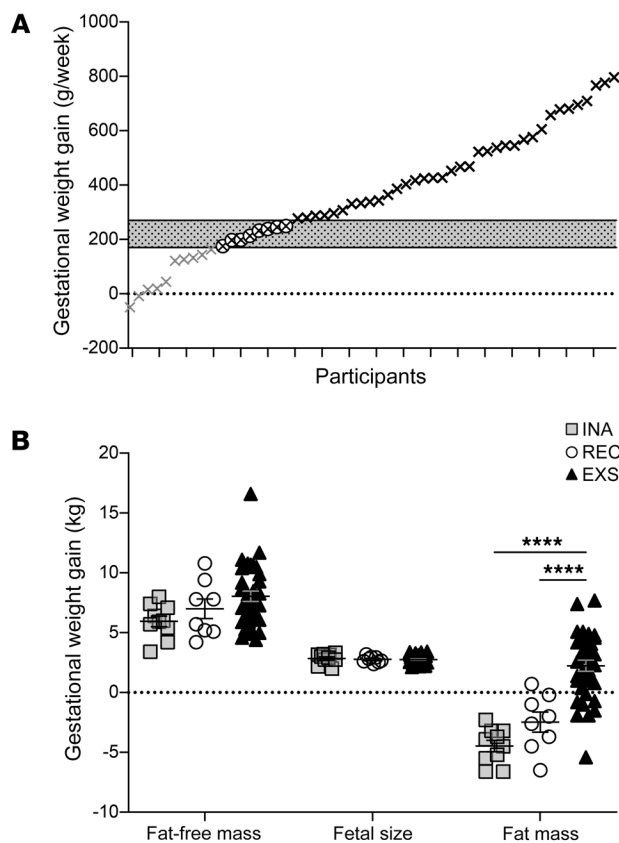 A
Gestational weight gain (g/week)
1000
800
600
400
200
0
-200
Participants
B
INA
REC
EXS
Gestational weight gain (kg)
20
15
10
5
0
-5
-10
****
****
Fat-free mass
Fetal size
Fat mass